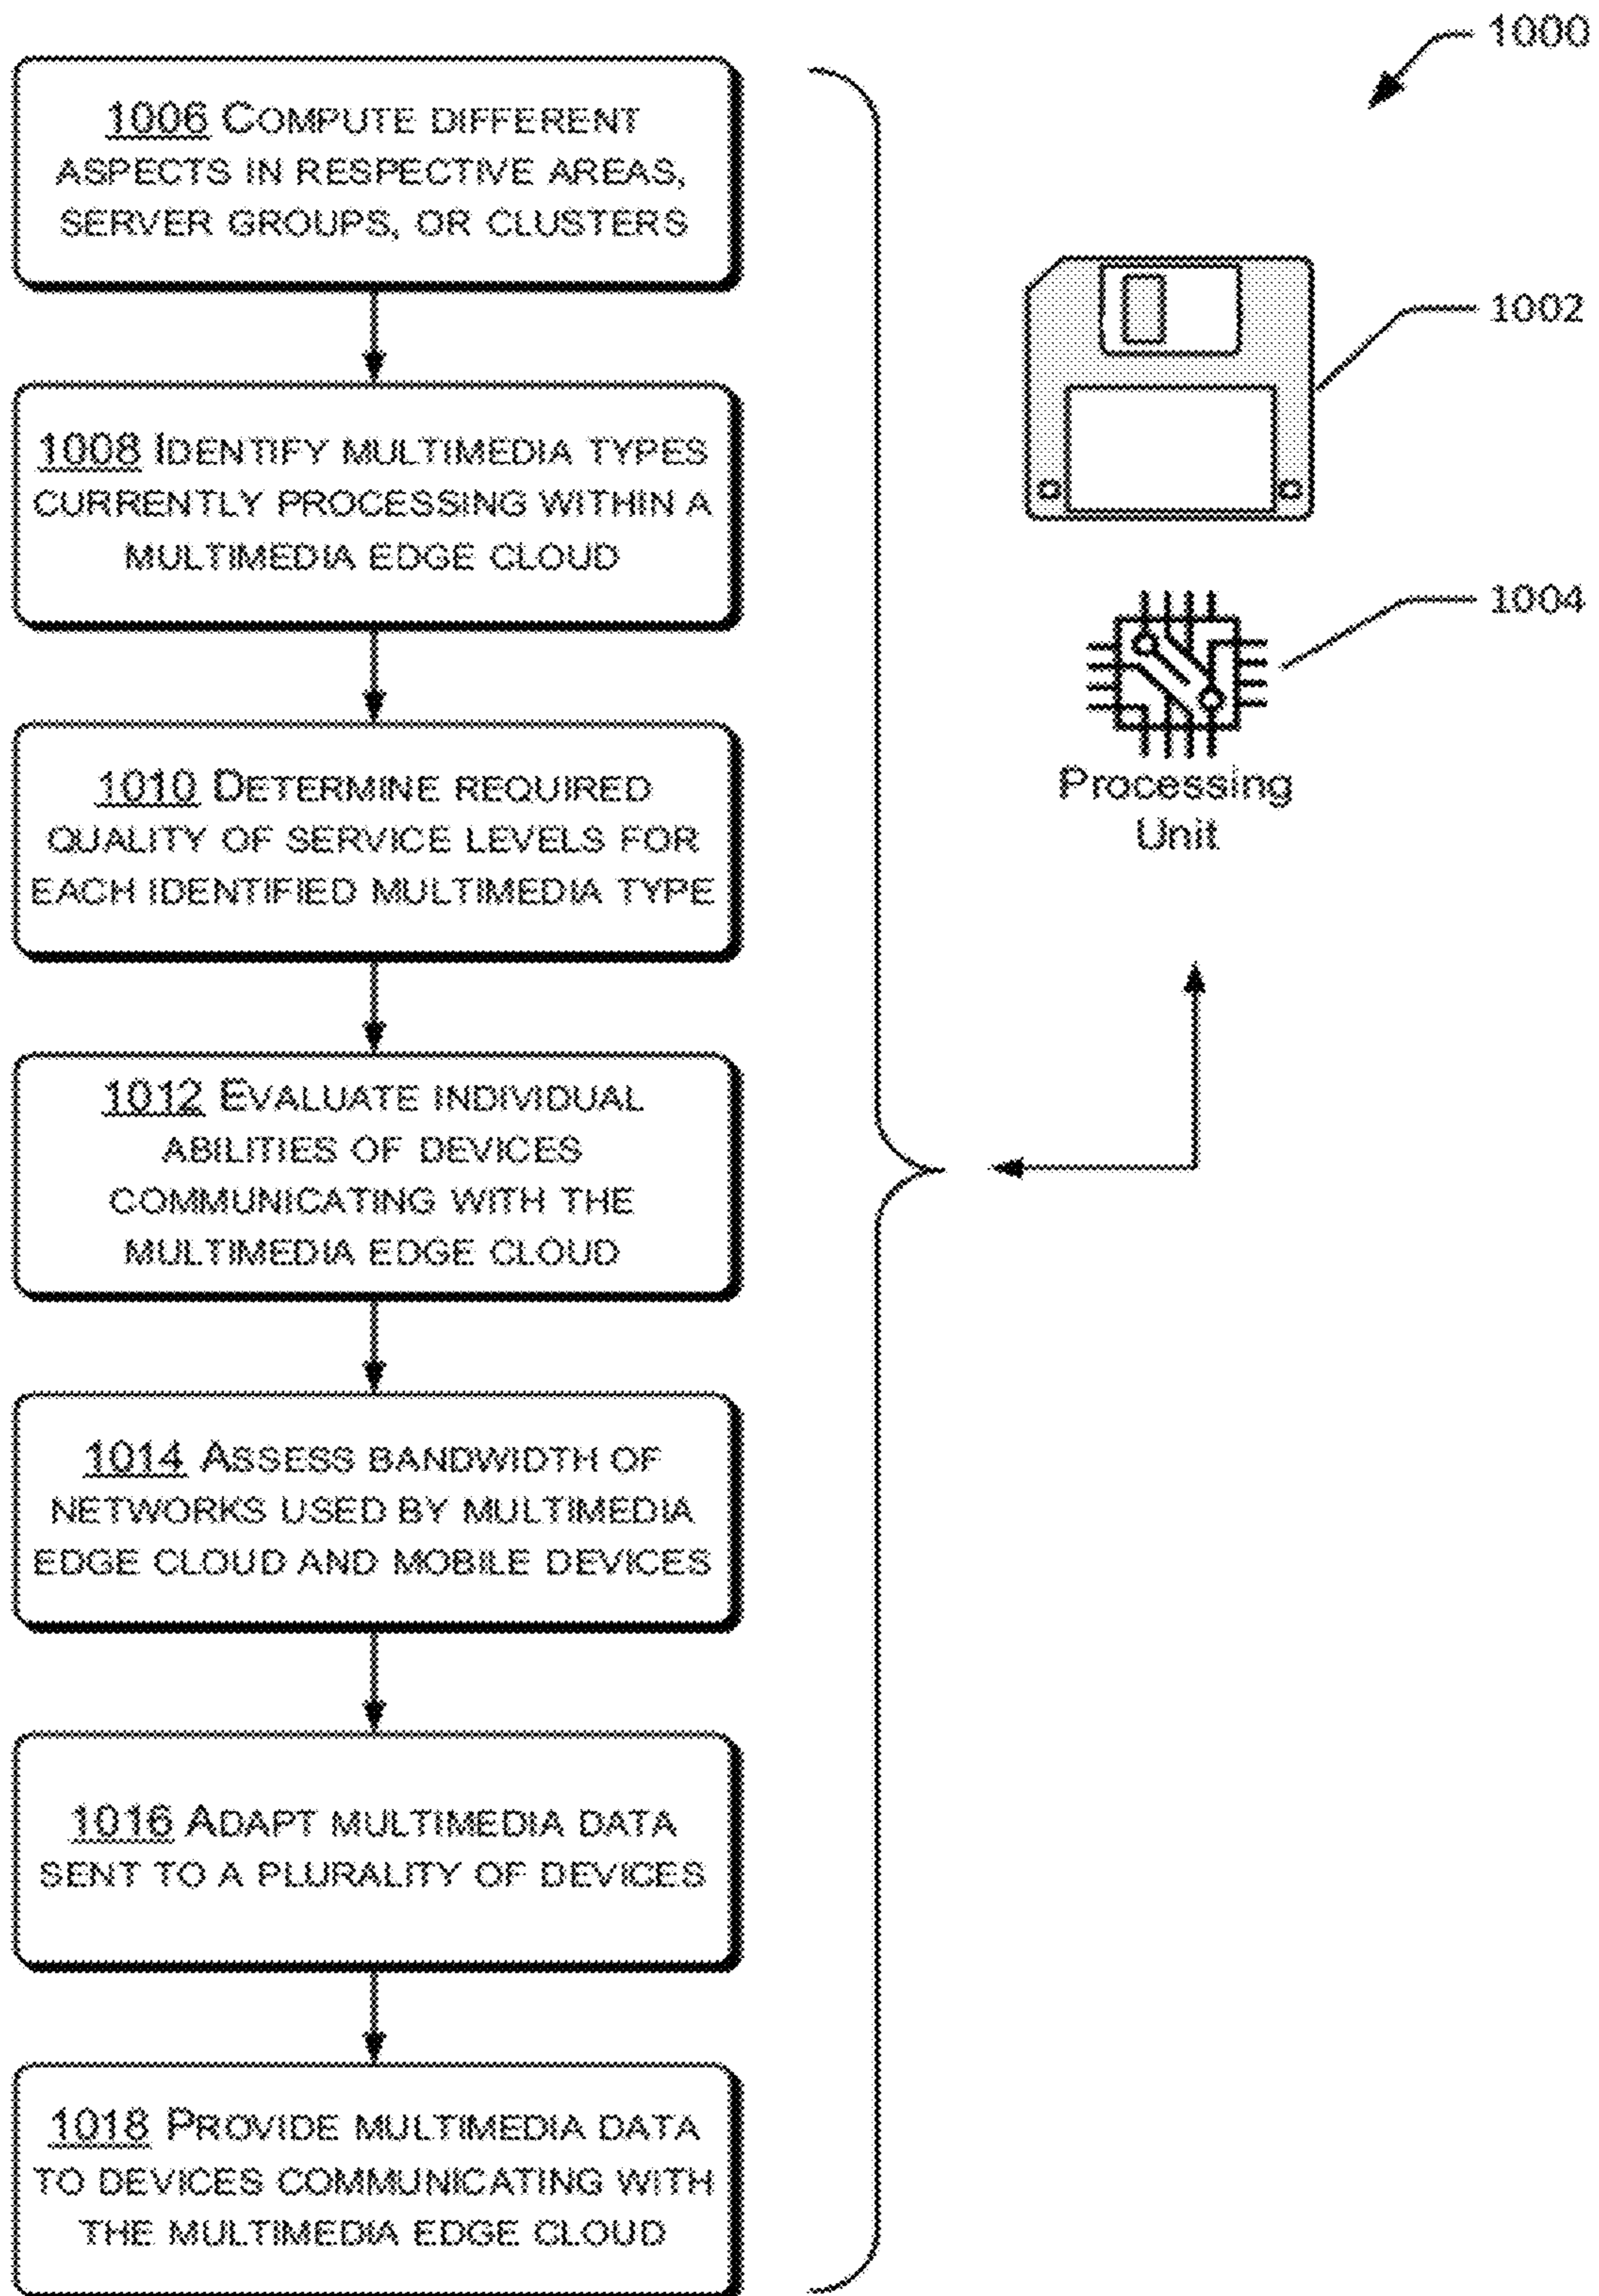 1000
1006 COMPUTE DIFFERENT
ASPECTS IN RESPECTIVE AREAS,
SERVER GROUPS, OR CLUSTERS
1002
1008 IDENTIFY MULTIMEDIA TYPES
CURRENTLY PROCESSING WITHIN A
MULTIMEDIA EDGE CLOUD
1004
Processing
Unit
1010 DETERMINE REQUIRED
QUALITY OF SERVICE LEVELS FOR
EACH IDENTIFIED MULTIMEDIA TYPE
1012 EVALUATE INDIVIDUAL
ABILITIES OF DEVICES
COMMUNICATING WITH THE
MULTIMEDIA EDGE CLOUD
1014 ASSESS BANDWIDTH OF
NETWORKS USED BY MULTIMEDIA
EDGE CLOUD AND MOBILE DEVICES
1016 ADAPT MULTIMEDIA DATA
SENT TO A PLURALITY OF DEVICES
1018 PROVIDE MULTIMEDIA DATA
TO DEVICES COMMUNICATING WITH
THE MULTIMEDIA EDGE CLOUD